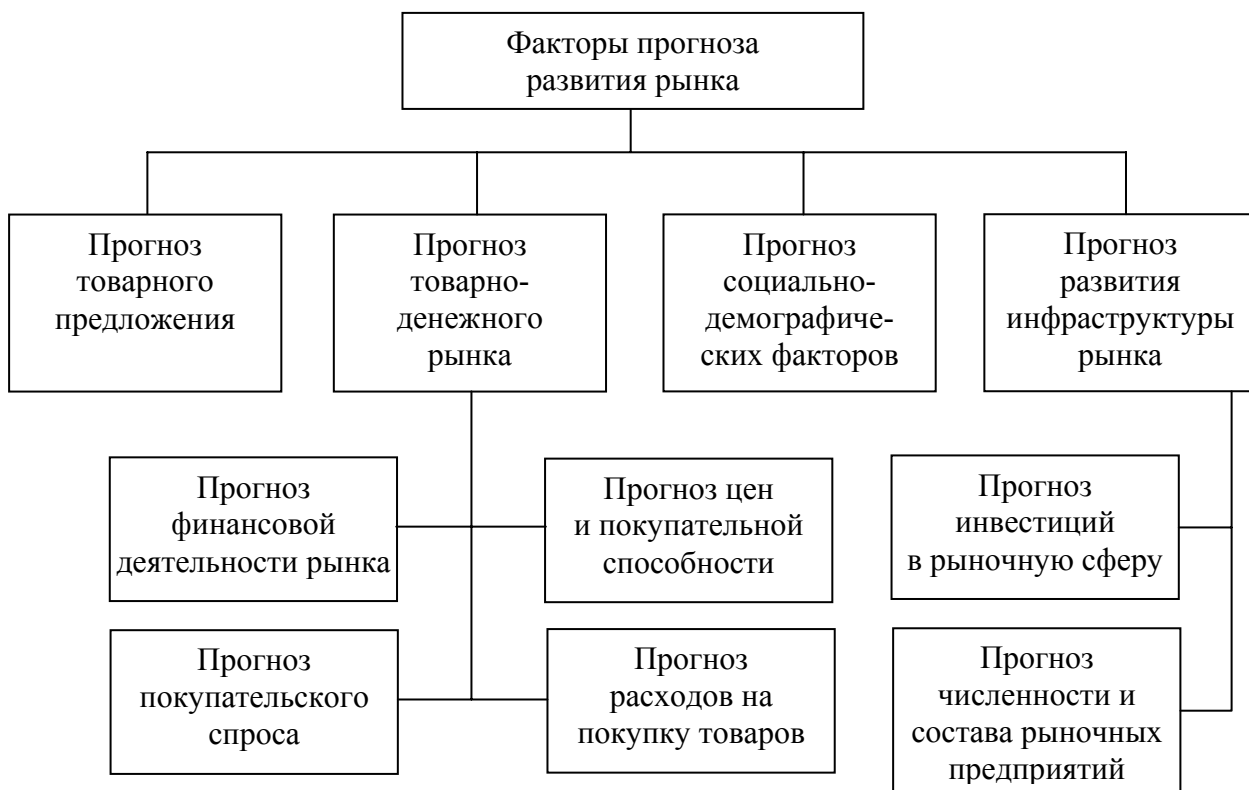 Факторы прогноза
развития рынка
Прогноз
товарного
предложения
Прогноз
товарно-
денежного
рынка
Прогноз
социально-
демографиче-
ских факторов
Прогноз
развития
инфраструктуры
рынка
Прогноз
финансовой
деятельности рынка
Прогноз цен
и покупательной
способности
Прогноз
инвестиций
в рыночную сферу
Прогноз
покупательского
спроса
Прогноз
расходов на
покупку товаров
Прогноз
численности и
состава рыночных
предприятий